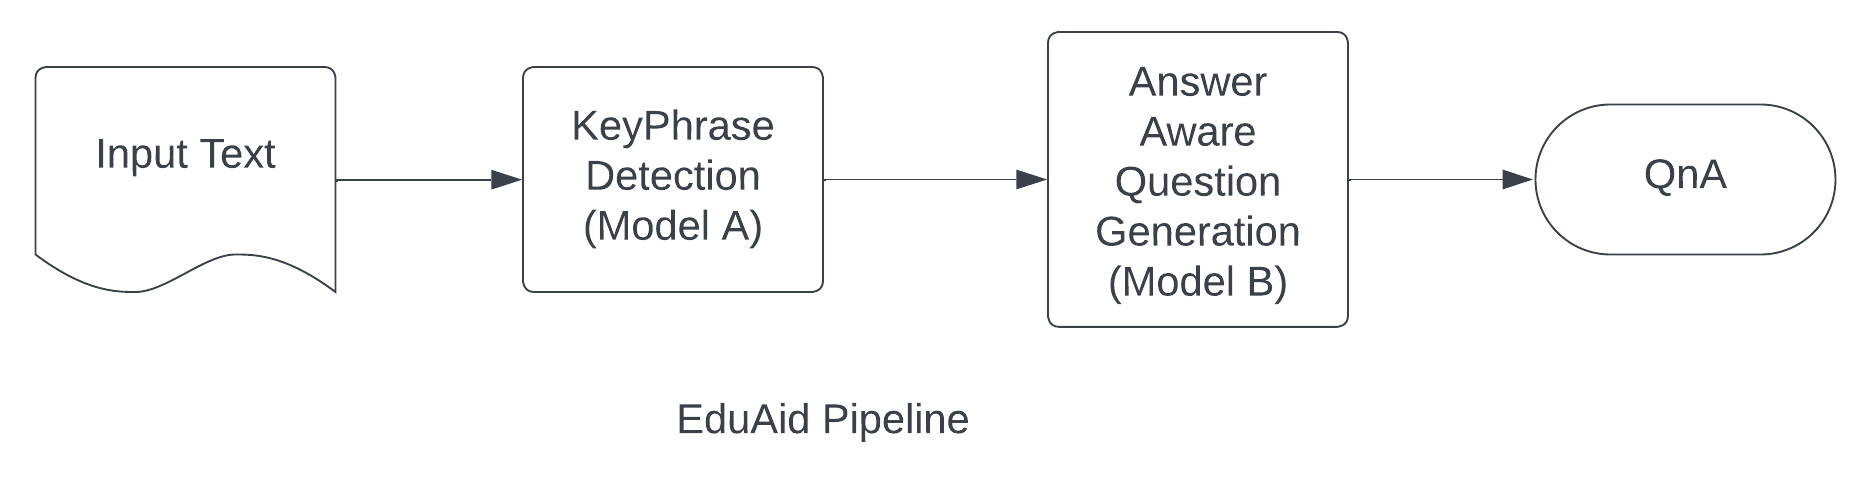 Input Text
KeyPhrase
Detection
(Model A)
Answer
Aware
Question
Generation
(Model B)
QnA
EduAid Pipeline